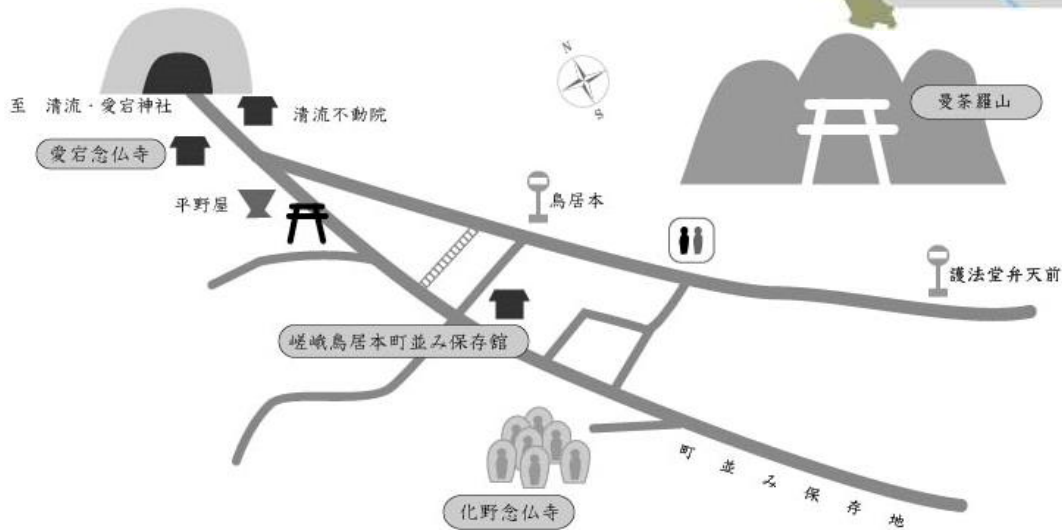 至 清流・愛宕神社
清流不動院
愛宕念仏寺
平野屋
N
S
鳥居本
曼荼羅山
護法堂弁天前
嵯峨鳥居本町並み保存館
化野念仏寺
町並み保存地